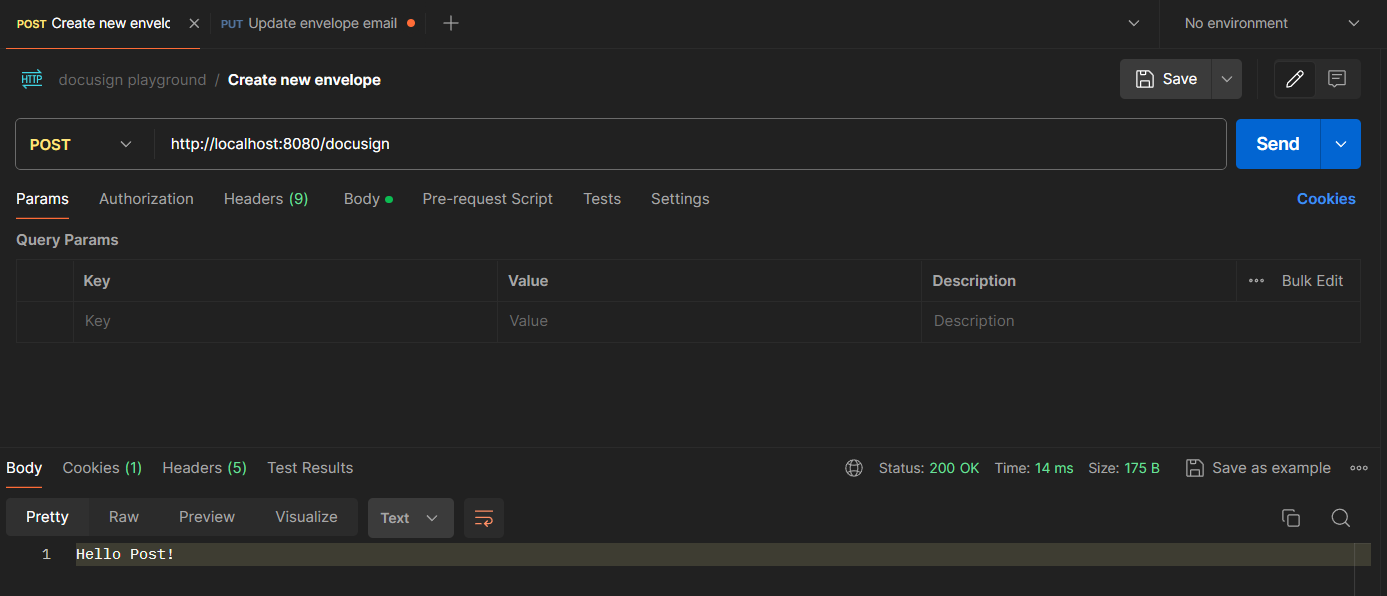 POST Create new envelo PUT Update envelope email No environment
HTTP docusign playground / Create new envelope Save
POST http://localhost:8080/docusign Send
Params Authorization Headers (9) Body Pre-request Script Tests Settings Cookies
Query Params
Key Value Description Bulk Edit
Key Value Description
Body Cookies (1) Headers (5) Test Results Status: 200 OK Time: 14 ms Size: 175 B Save as example
Pretty Raw Preview Visualize Text
1 Hello Post!